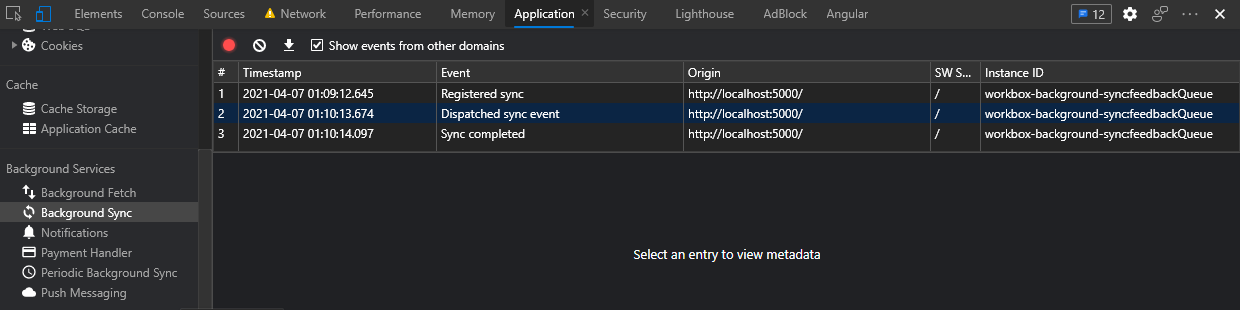 Elements Console Sources Network Performance Memory Application × Security Lighthouse AdBlock Angular 12
Cookies
Cache
Cache Storage
Application Cache
Background Services
Background Fetch
Background Sync
Notifications
Payment Handler
Periodic Background Sync
Push Messaging
Show events from other domains
# Timestamp Event Origin SW S... Instance ID
1 2021-04-07 01:09:12.645 Registered sync http://localhost:5000/ / workbox-background-sync:feedbackQueue
2 2021-04-07 01:10:13.674 Dispatched sync event http://localhost:5000/ / workbox-background-sync:feedbackQueue
3 2021-04-07 01:10:14.097 Sync completed http://localhost:5000/ / workbox-background-sync:feedbackQueue
Select an entry to view metadata